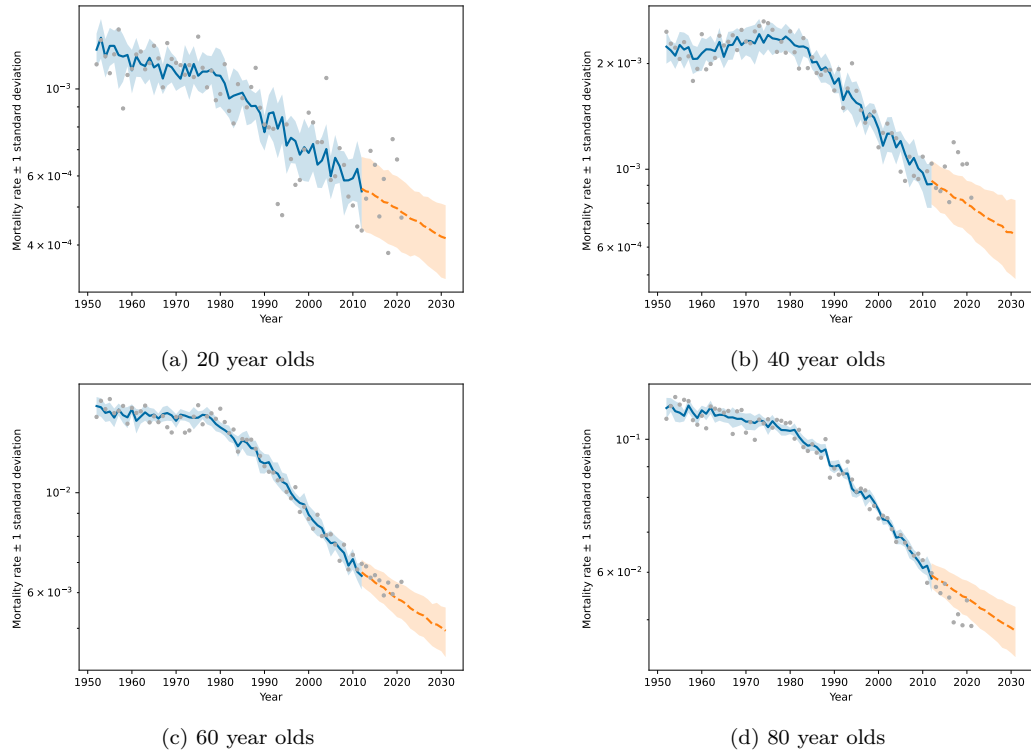 Mortality rate ± 1 standard deviation
10⁻³
6 × 10⁻⁴
4 × 10⁻⁴
1950 1960 1970 1980 1990 2000 2010 2020 2030
Year
(a) 20 year olds
Mortality rate ± 1 standard deviation
2 × 10⁻³
10⁻³
6 × 10⁻⁴
1950 1960 1970 1980 1990 2000 2010 2020 2030
Year
(b) 40 year olds
Mortality rate ± 1 standard deviation
10⁻²
6 × 10⁻³
1950 1960 1970 1980 1990 2000 2010 2020 2030
Year
(c) 60 year olds
Mortality rate ± 1 standard deviation
10⁻¹
6 × 10⁻²
1950 1960 1970 1980 1990 2000 2010 2020 2030
Year
(d) 80 year olds